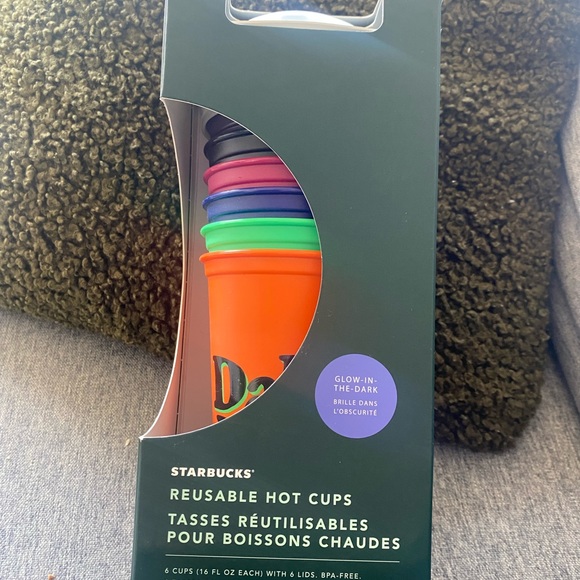 GLOW-IN-
THE-DARK
BRILLE DANS
L'OBSCURITÉ
STARBUCKS®
REUSABLE HOT CUPS
TASSES RÉUTILISABLES
POUR BOISSONS CHAUDES
6 CUPS (16 FL OZ EACH) WITH 6 LIDS. BPA-FREE.